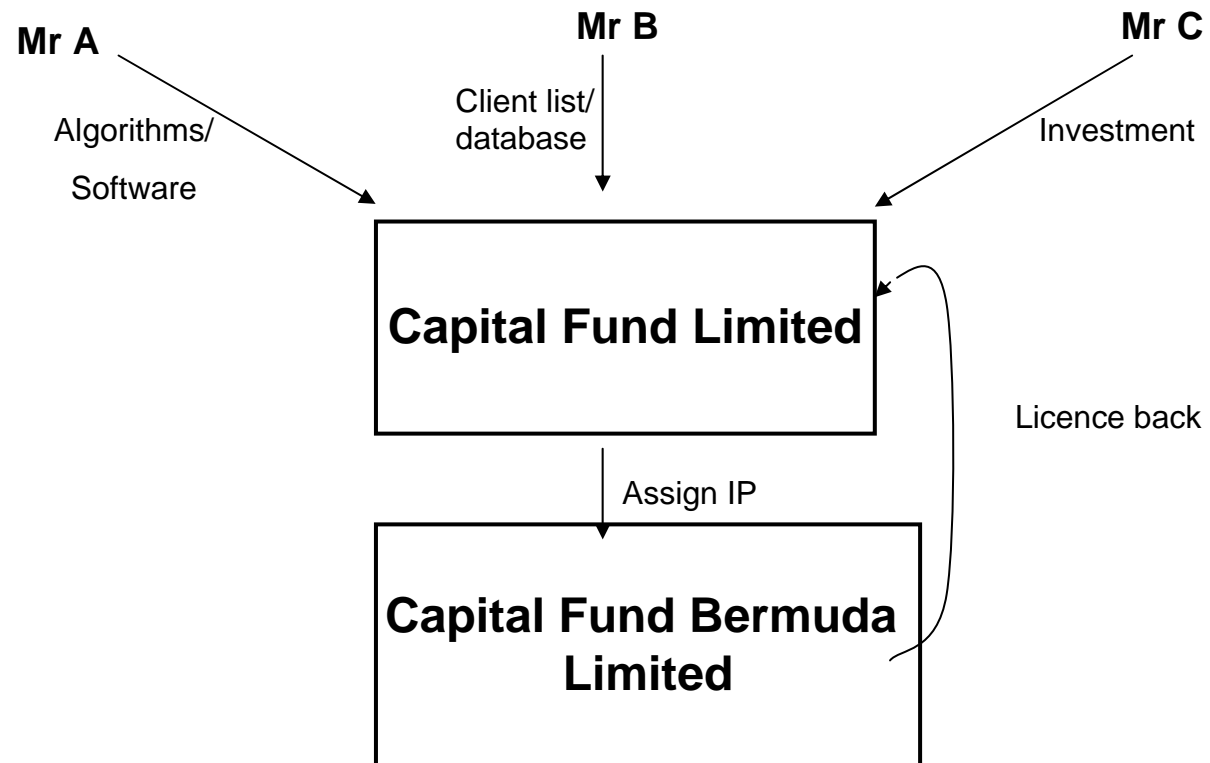 Mr A
Mr B
Mr C
Client list/
database
Algorithms/
Software
Investment
Capital Fund Limited
Licence back
Assign IP
Capital Fund Bermuda
Limited